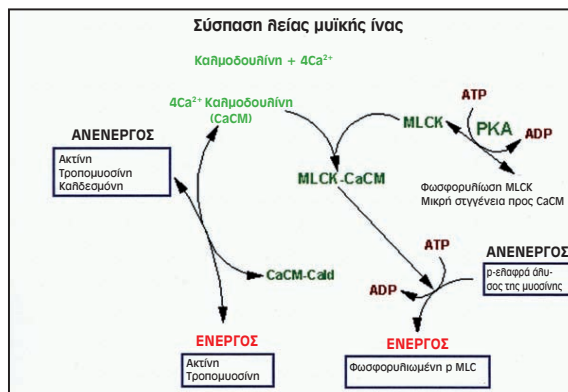 Σύσπαση λείας μυϊκής ίνας
Καλμοδουλίνη + 4Ca²⁺
4Ca²⁺ Καλμοδουλίνη
(CaCM)
ATP
MLCK
PKA
ADP
ΑΝΕΝΕΡΓΟΣ
Ακτίνη
Τροπομυοσίνη
Καλδεσμόνη
MLCK-CaCM
Φωσφορυλίωση MLCK
Μικρή στγγένεια προς CaCM
ATP
ΑΝΕΝΕΡΓΟΣ
p-ελαφρά άλυ-
σος της μυοσίνης
CaCM-Cald
ADP
ΕΝΕΡΓΟΣ
Ακτίνη
Τροπομυοσίνη
ΕΝΕΡΓΟΣ
Φωσφορυλιωμένη p MLC